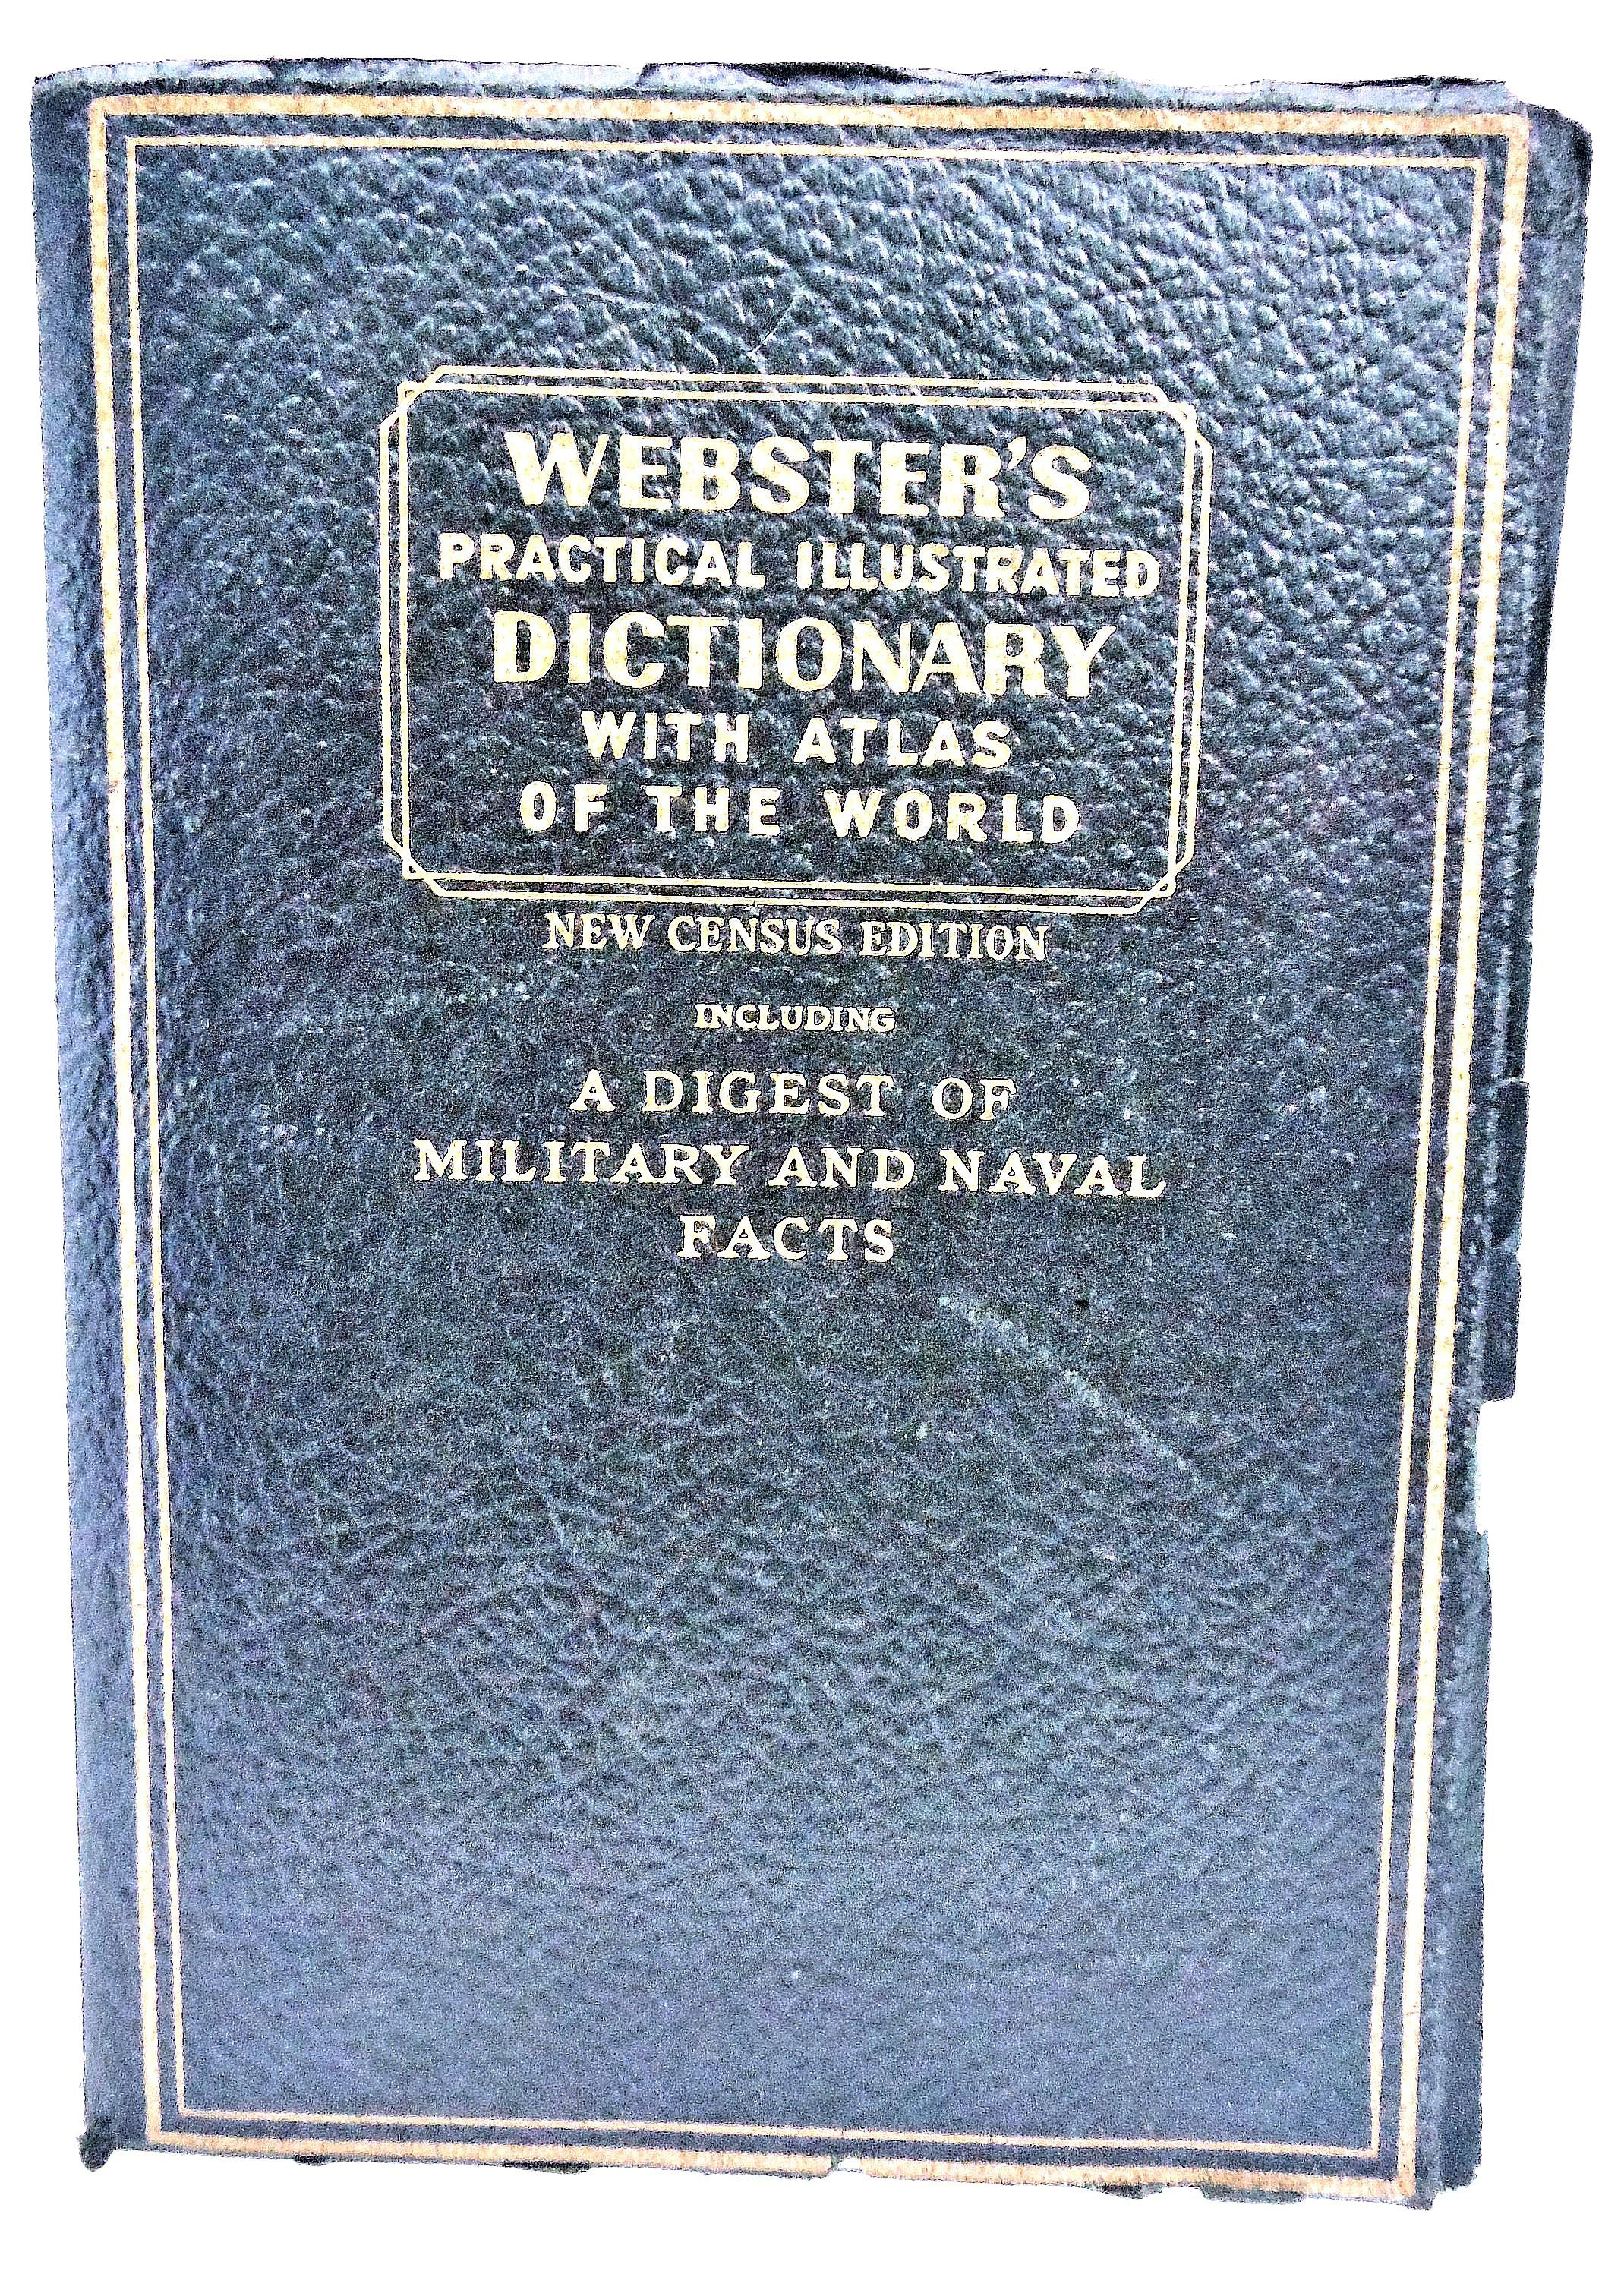 WEBSTER'S
PRACTICAL ILLUSTRATED
DICTIONARY
WITH ATLAS
OF THE WORLD
NEW CENSUS EDITION
INCLUDING
A DIGEST OF
MILITARY AND NAVAL
FACTS